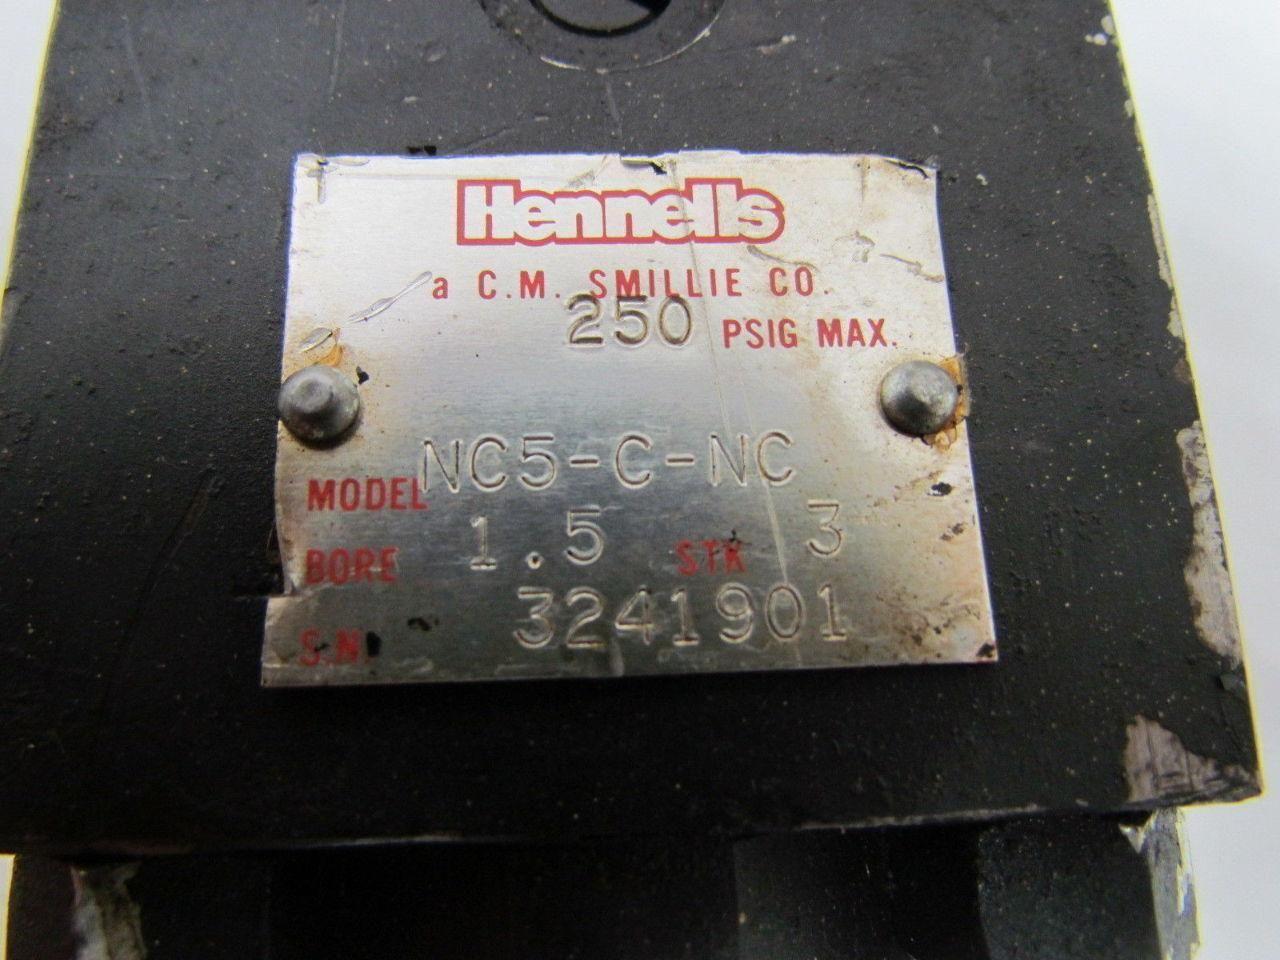 Hennells
a C.M. SMILLIE CO.
250 PSIG MAX.
MODEL NC5-C-NC
BORE 1.5 STK 3
S.N. 3241901